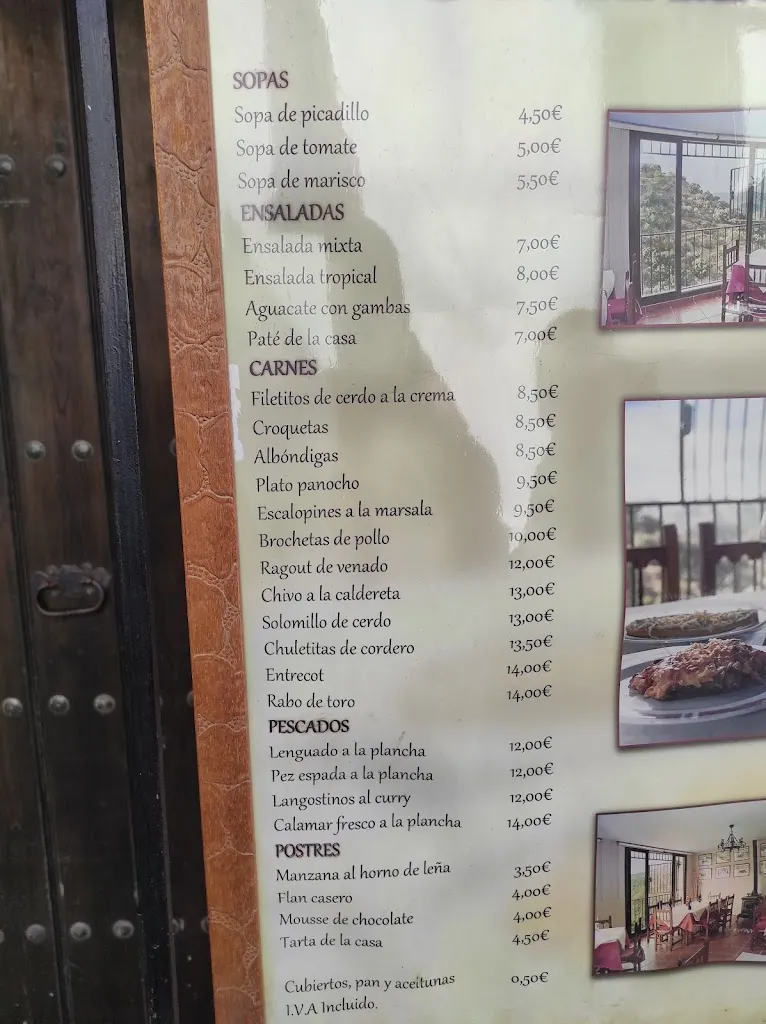 SOPAS
Sopa de picadillo 4,50€
Sopa de tomate 5,00€
Sopa de marisco 5,50€
ENSALADAS
Ensalada mixta 7,00€
Ensalada tropical 8,00€
Aguacate con gambas 7,50€
Paté de la casa 7,00€
CARNES
Filetitos de cerdo a la crema 8,50€
Croquetas 8,50€
Albóndigas 8,50€
Plato panocho 9,50€
Escalopines a la marsala 9,50€
Brochetas de pollo 10,00€
Ragout de venado 12,00€
Chivo a la caldereta 13,00€
Solomillo de cerdo 13,00€
Chuletitas de cordero 13,50€
Entrecot 14,00€
Rabo de toro 14,00€
PESCADOS
Lenguado a la plancha 12,00€
Pez espada a la plancha 12,00€
Langostinos al curry 12,00€
Calamar fresco a la plancha 14,00€
POSTRES
Manzana al horno de leña 3,50€
Flan casero 4,00€
Mousse de chocolate 4,00€
Tarta de la casa 4,50€
Cubiertos, pan y aceitunas 0,50€
I.V.A Incluido.